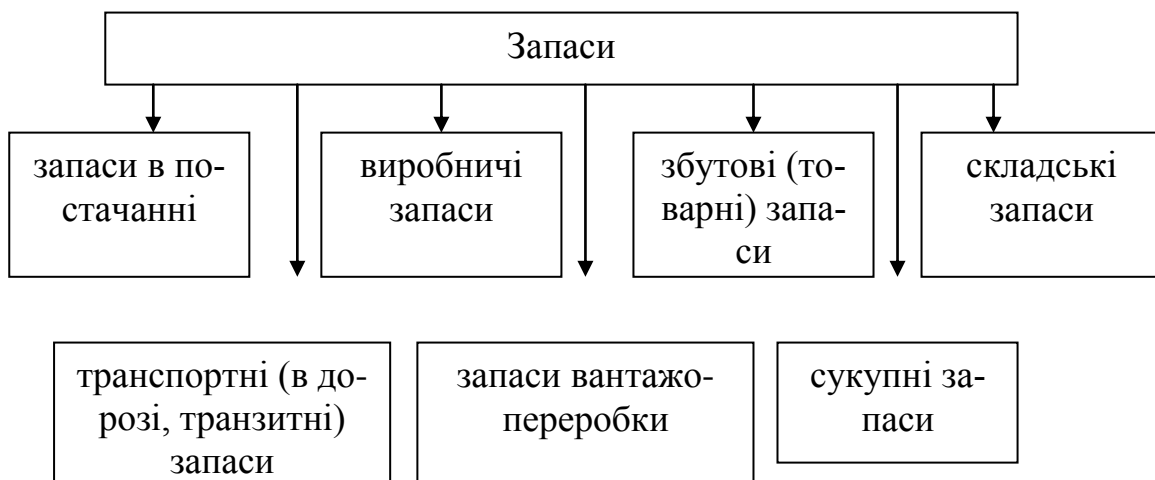 Запаси
запаси в по-
стачанні
виробничі
запаси
збутові (то-
варні) запа-
си
складські
запаси
транспортні (в до-
розі, транзитні)
запаси
запаси вантажо-
переробки
сукупні за-
паси